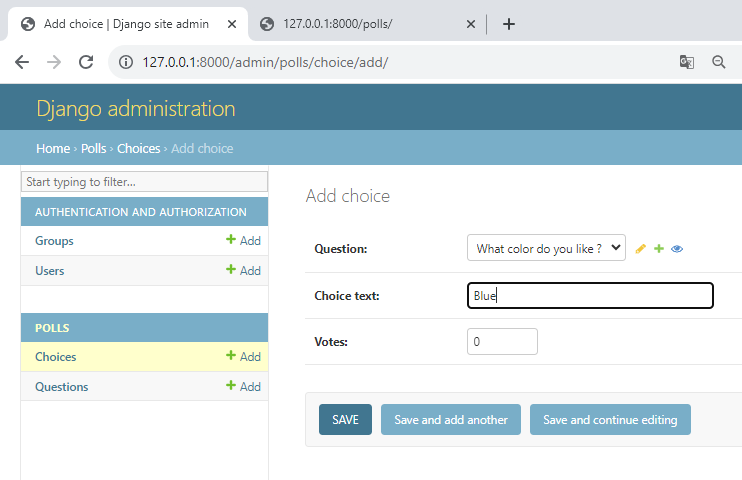 Add choice | Django site admin
127.0.0.1:8000/polls/
127.0.0.1:8000/admin/polls/choice/add/
Django administration
Home › Polls › Choices › Add choice
Start typing to filter...
AUTHENTICATION AND AUTHORIZATION
Groups + Add
Users + Add
POLLS
Choices + Add
Questions + Add
Add choice
Question: What color do you like ?
Choice text: Blue
Votes: 0
SAVE Save and add another Save and continue editing